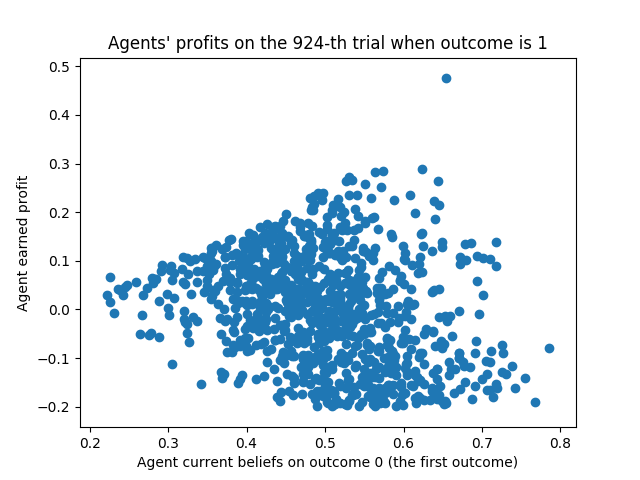 Agents' profits on the 924-th trial when outcome is 1
0.5
0.4
0.3
0.2
0.1
0.0
−0.1
−0.2
Agent earned profit
0.2 0.3 0.4 0.5 0.6 0.7 0.8
Agent current beliefs on outcome 0 (the first outcome)